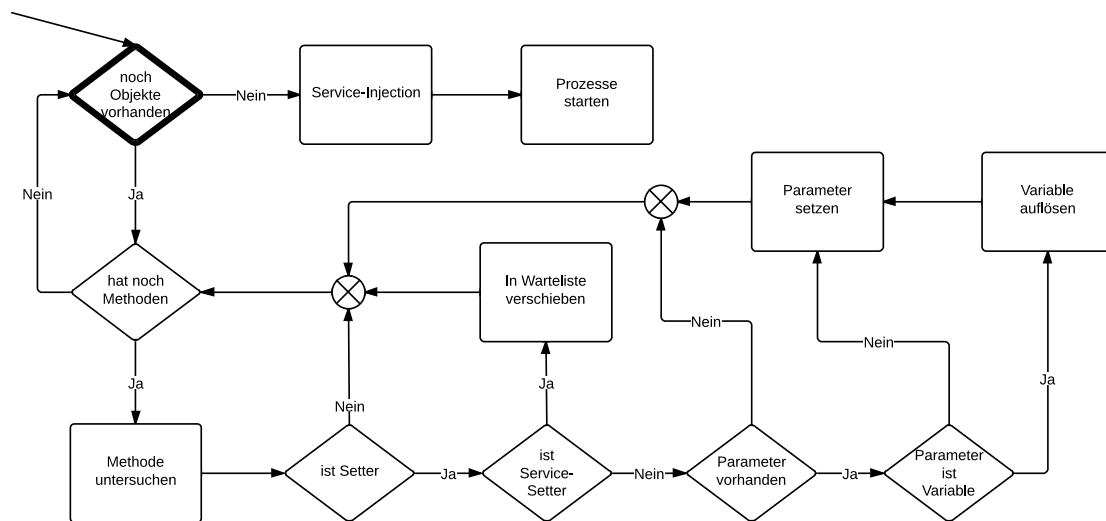 noch
Objekte
vorhanden
Nein
Service-Injection
Prozesse
starten
Nein
Ja
Parameter
setzen
Variable
auflösen
hat noch
Methoden
In Warteliste
verschieben
Nein
Nein
Ja
Nein
Ja
Ja
Methode
untersuchen
ist Setter
Ja
ist
Service-
Setter
Nein
Parameter
vorhanden
Ja
Parameter
ist
Variable